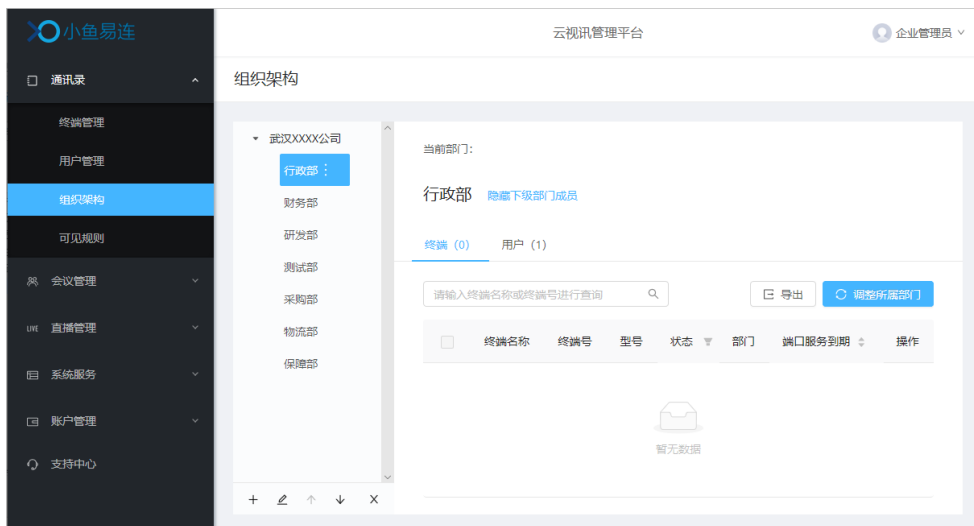 小鱼易连
云视讯管理平台
企业管理员
通讯录
终端管理
用户管理
组织架构
可见规则
会议管理
LIVE 直播管理
系统服务
账户管理
支持中心
组织架构
武汉XXXX公司
行政部
财务部
研发部
测试部
采购部
物流部
保障部
当前部门:
行政部 隐藏下级部门成员
终端 (0) 用户 (1)
请输入终端名称或终端号进行查询 导出 调整所属部门
终端名称 终端号 型号 状态 部门 端口服务到期 操作
暂无数据